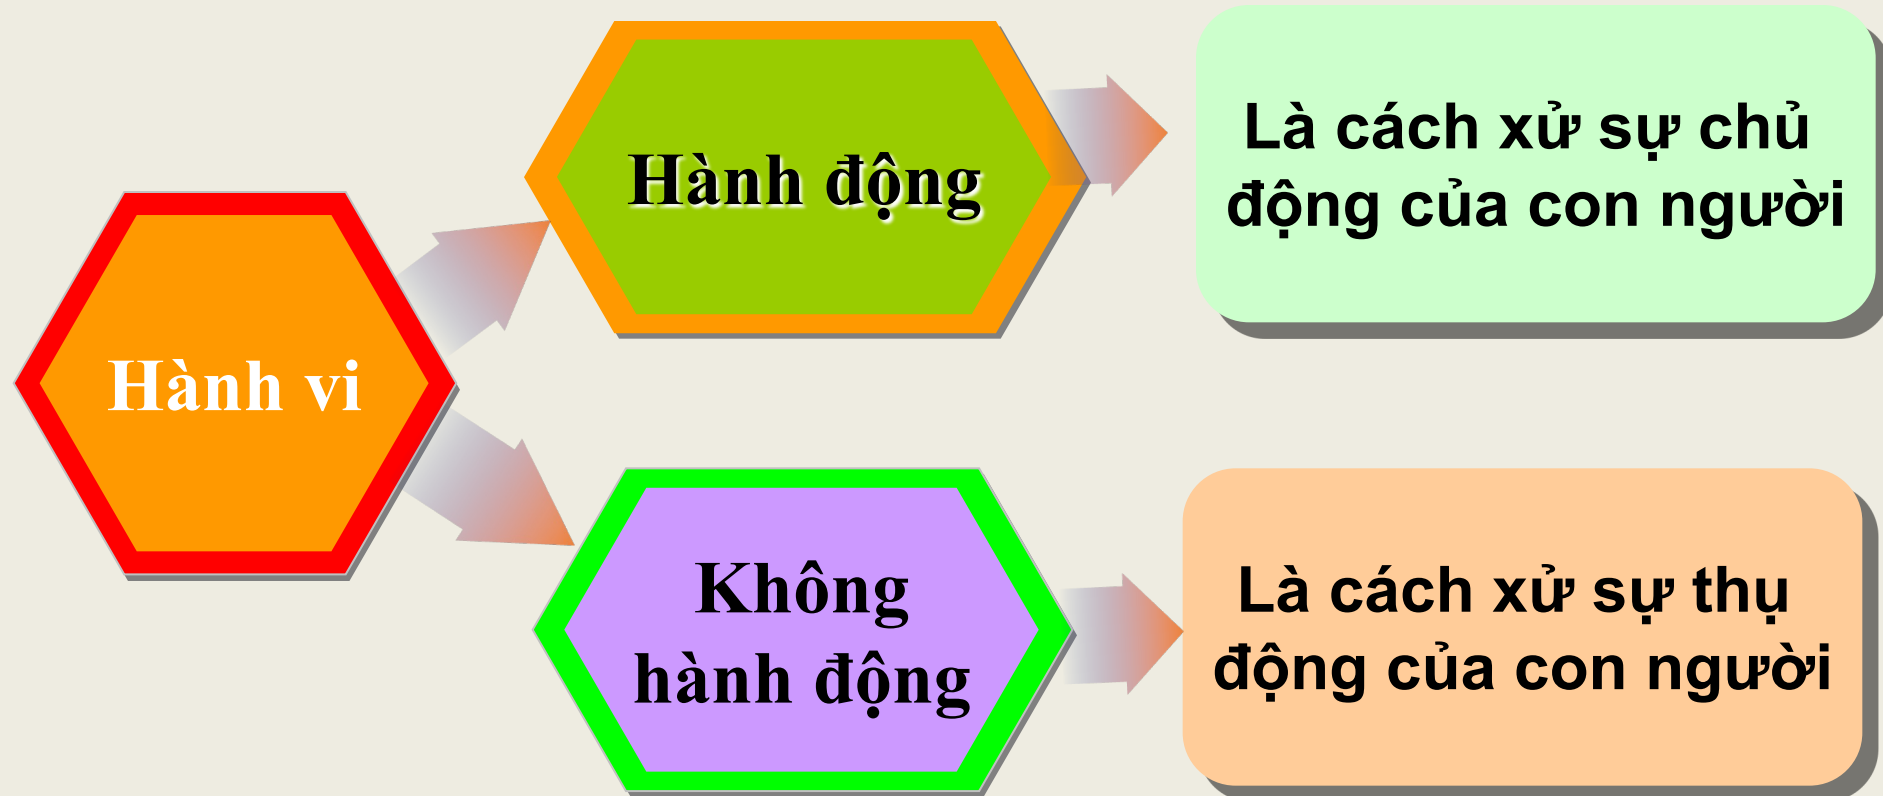 Hành vi
Hành động
Là cách xử sự chủ
động của con người
Không
hành động
Là cách xử sự thụ
động của con người